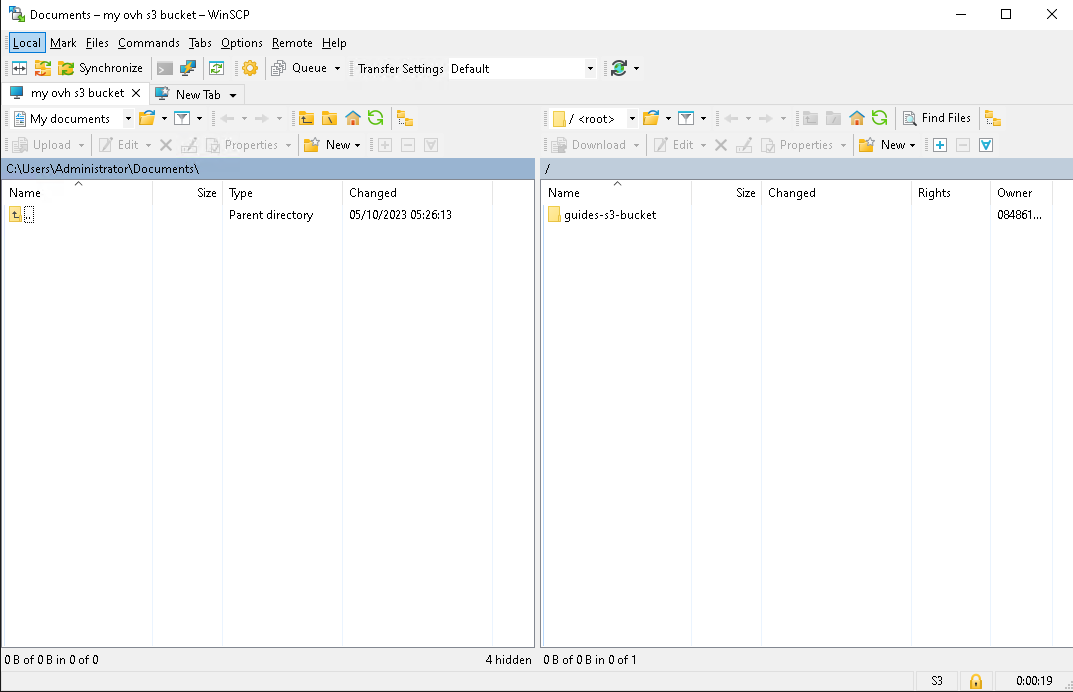 Documents – my ovh s3 bucket – WinSCP
Local Mark Files Commands Tabs Options Remote Help
Synchronize Queue Transfer Settings Default
my ovh s3 bucket New Tab
My documents / <root> Find Files
Upload Edit Properties New Download Edit Properties New
C:\Users\Administrator\Documents\ /
Name Size Type Changed Name Size Changed Rights Owner
.. Parent directory 05/10/2023 05:26:13 guides-s3-bucket 084861...
0 B of 0 B in 0 of 0 4 hidden 0 B of 0 B in 0 of 1
S3 0:00:19